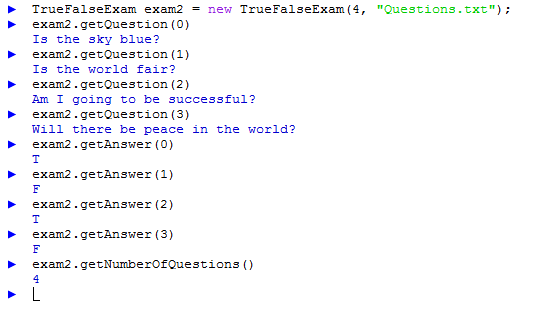 TrueFalseExam exam2 = new TrueFalseExam(4, "Questions.txt");
exam2.getQuestion(0)
Is the sky blue?
exam2.getQuestion(1)
Is the world fair?
exam2.getQuestion(2)
Am I going to be successful?
exam2.getQuestion(3)
Will there be peace in the world?
exam2.getAnswer(0)
T
exam2.getAnswer(1)
F
exam2.getAnswer(2)
T
exam2.getAnswer(3)
F
exam2.getNumberOfQuestions()
4